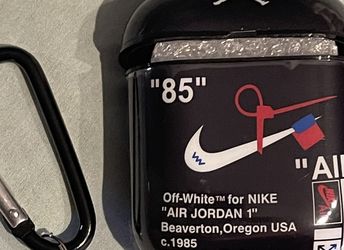 "85"
"AI
Off-White™ for NIKE
"AIR JORDAN 1"
Beaverton,Oregon USA
c.1985